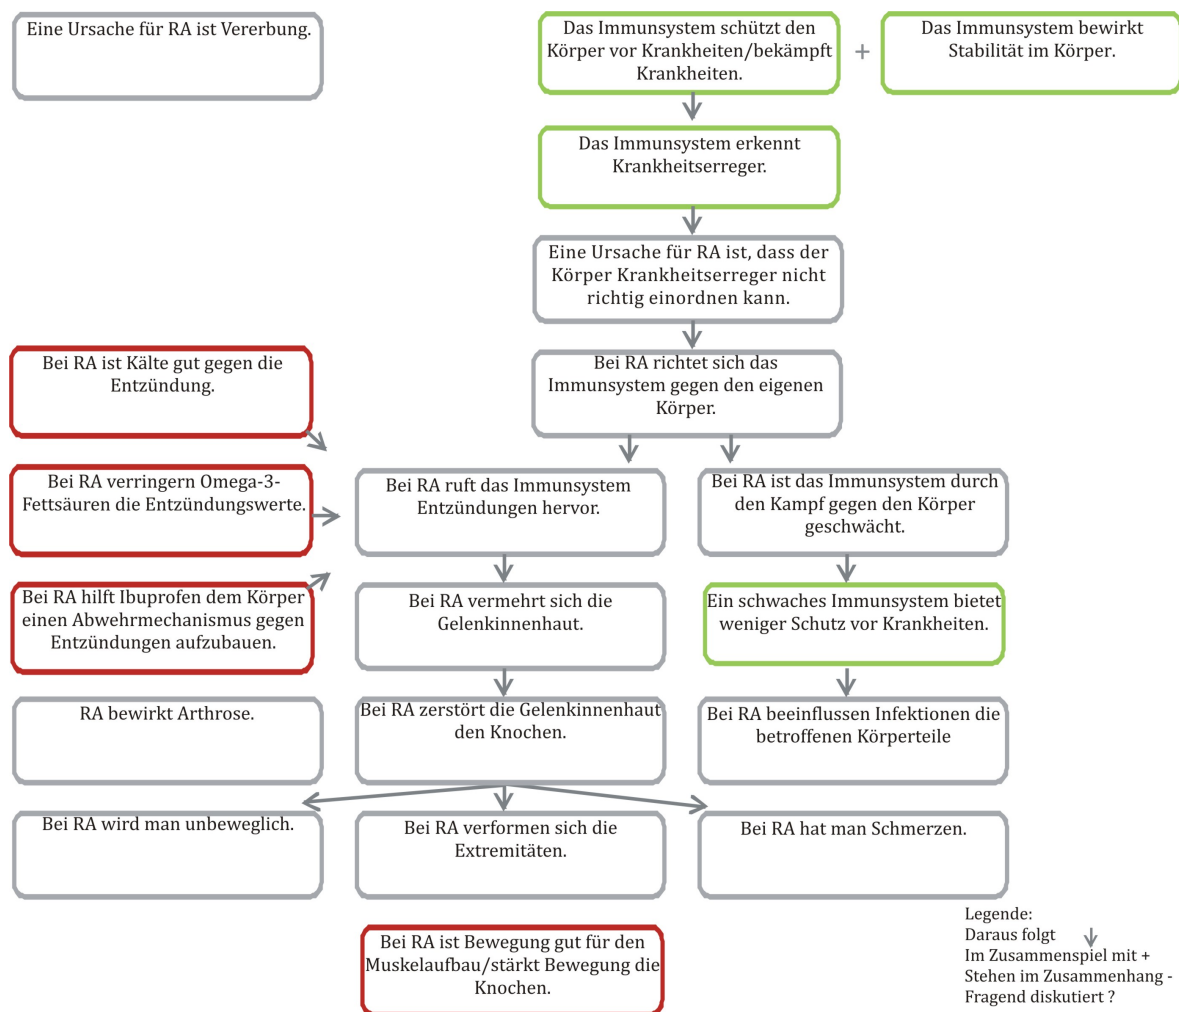 Eine Ursache für RA ist Vererbung.
Das Immunsystem schützt den
Körper vor Krankheiten/bekämpft
Krankheiten.
+
Das Immunsystem bewirkt
Stabilität im Körper.
Das Immunsystem erkennt
Krankheitserreger.
Eine Ursache für RA ist, dass der
Körper Krankheitserreger nicht
richtig einordnen kann.
Bei RA ist Kälte gut gegen die
Entzündung.
Bei RA richtet sich das
Immunsystem gegen den eigenen
Körper.
Bei RA verringern Omega-3-
Fettsäuren die Entzündungswerte.
Bei RA ruft das Immunsystem
Entzündungen hervor.
Bei RA ist das Immunsystem durch
den Kampf gegen den Körper
geschwächt.
Bei RA hilft Ibuprofen dem Körper
einen Abwehrmechanismus gegen
Entzündungen aufzubauen.
Bei RA vermehrt sich die
Gelenkinnenhaut.
Ein schwaches Immunsystem bietet
weniger Schutz vor Krankheiten.
RA bewirkt Arthrose.
Bei RA zerstört die Gelenkinnenhaut
den Knochen.
Bei RA beeinflussen Infektionen die
betroffenen Körperteile
Bei RA wird man unbeweglich.
Bei RA verformen sich die
Extremitäten.
Bei RA hat man Schmerzen.
Bei RA ist Bewegung gut für den
Muskelaufbau/stärkt Bewegung die
Knochen.
Legende:
Daraus folgt
Im Zusammenspiel mit +
Stehen im Zusammenhang -
Fragend diskutiert ?